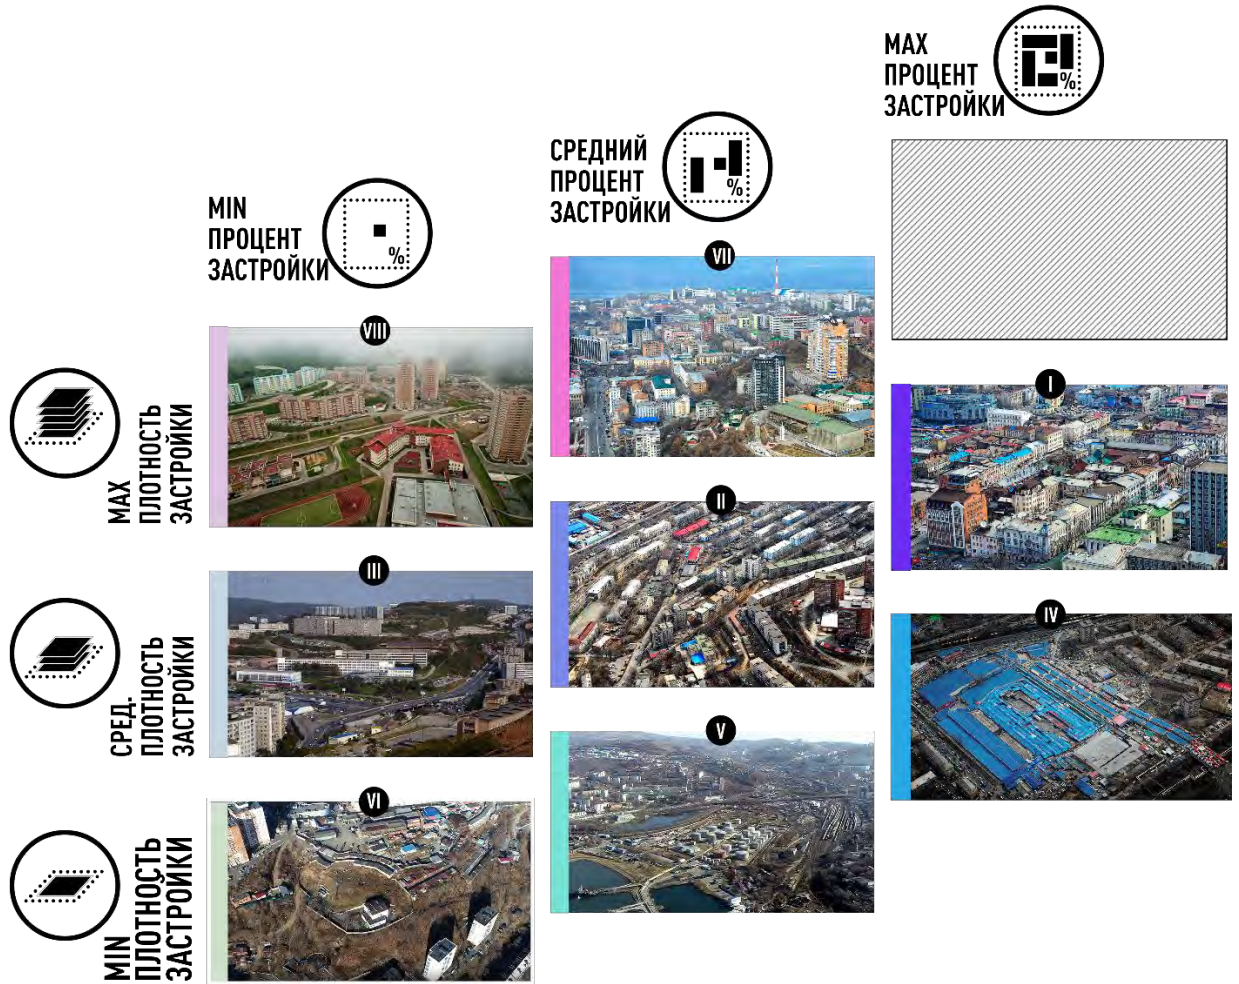 MAX
ПРОЦЕНТ
ЗАСТРОЙКИ
%
СРЕДНИЙ
ПРОЦЕНТ
ЗАСТРОЙКИ
%
MIN
ПРОЦЕНТ
ЗАСТРОЙКИ
%
VII
VIII
I
MAX
ПЛОТНОСТЬ
ЗАСТРОЙКИ
II
III
IV
СРЕД.
ПЛОТНОСТЬ
ЗАСТРОЙКИ
V
VI
MIN
ПЛОТНОСТЬ
ЗАСТРОЙКИ